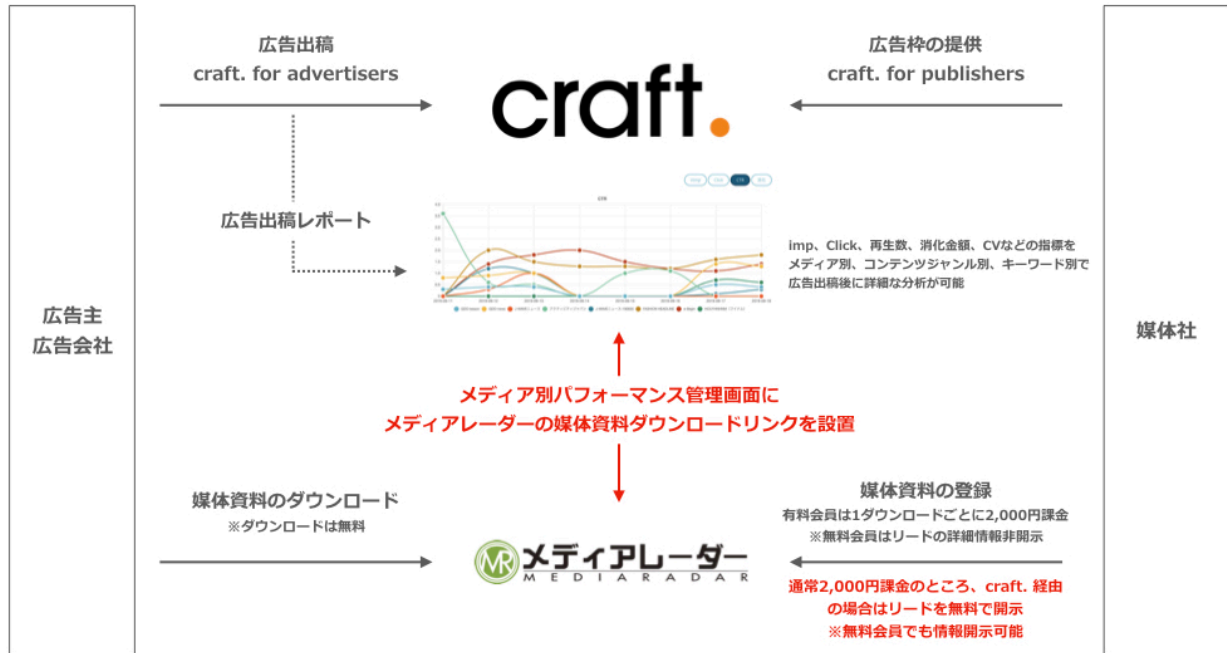 広告出稿
craft. for advertisers
広告枠の提供
craft. for publishers
craft.
CTR
広告出稿レポート
imp、Click、再生数、消化金額、CVなどの指標を
メディア別、コンテンツジャンル別、キーワード別で
広告出稿後に詳細な分析が可能
広告主
広告会社
媒体社
メディア別パフォーマンス管理画面に
メディアレーダーの媒体資料ダウンロードリンクを設置
媒体資料のダウンロード
※ダウンロードは無料
媒体資料の登録
有料会員は1ダウンロードごとに2,000円課金
※無料会員はリードの詳細情報非開示
MR メディアレーダー
MEDIARADAR
通常2,000円課金のところ、craft. 経由
の場合はリードを無料で開示
※無料会員でも情報開示可能